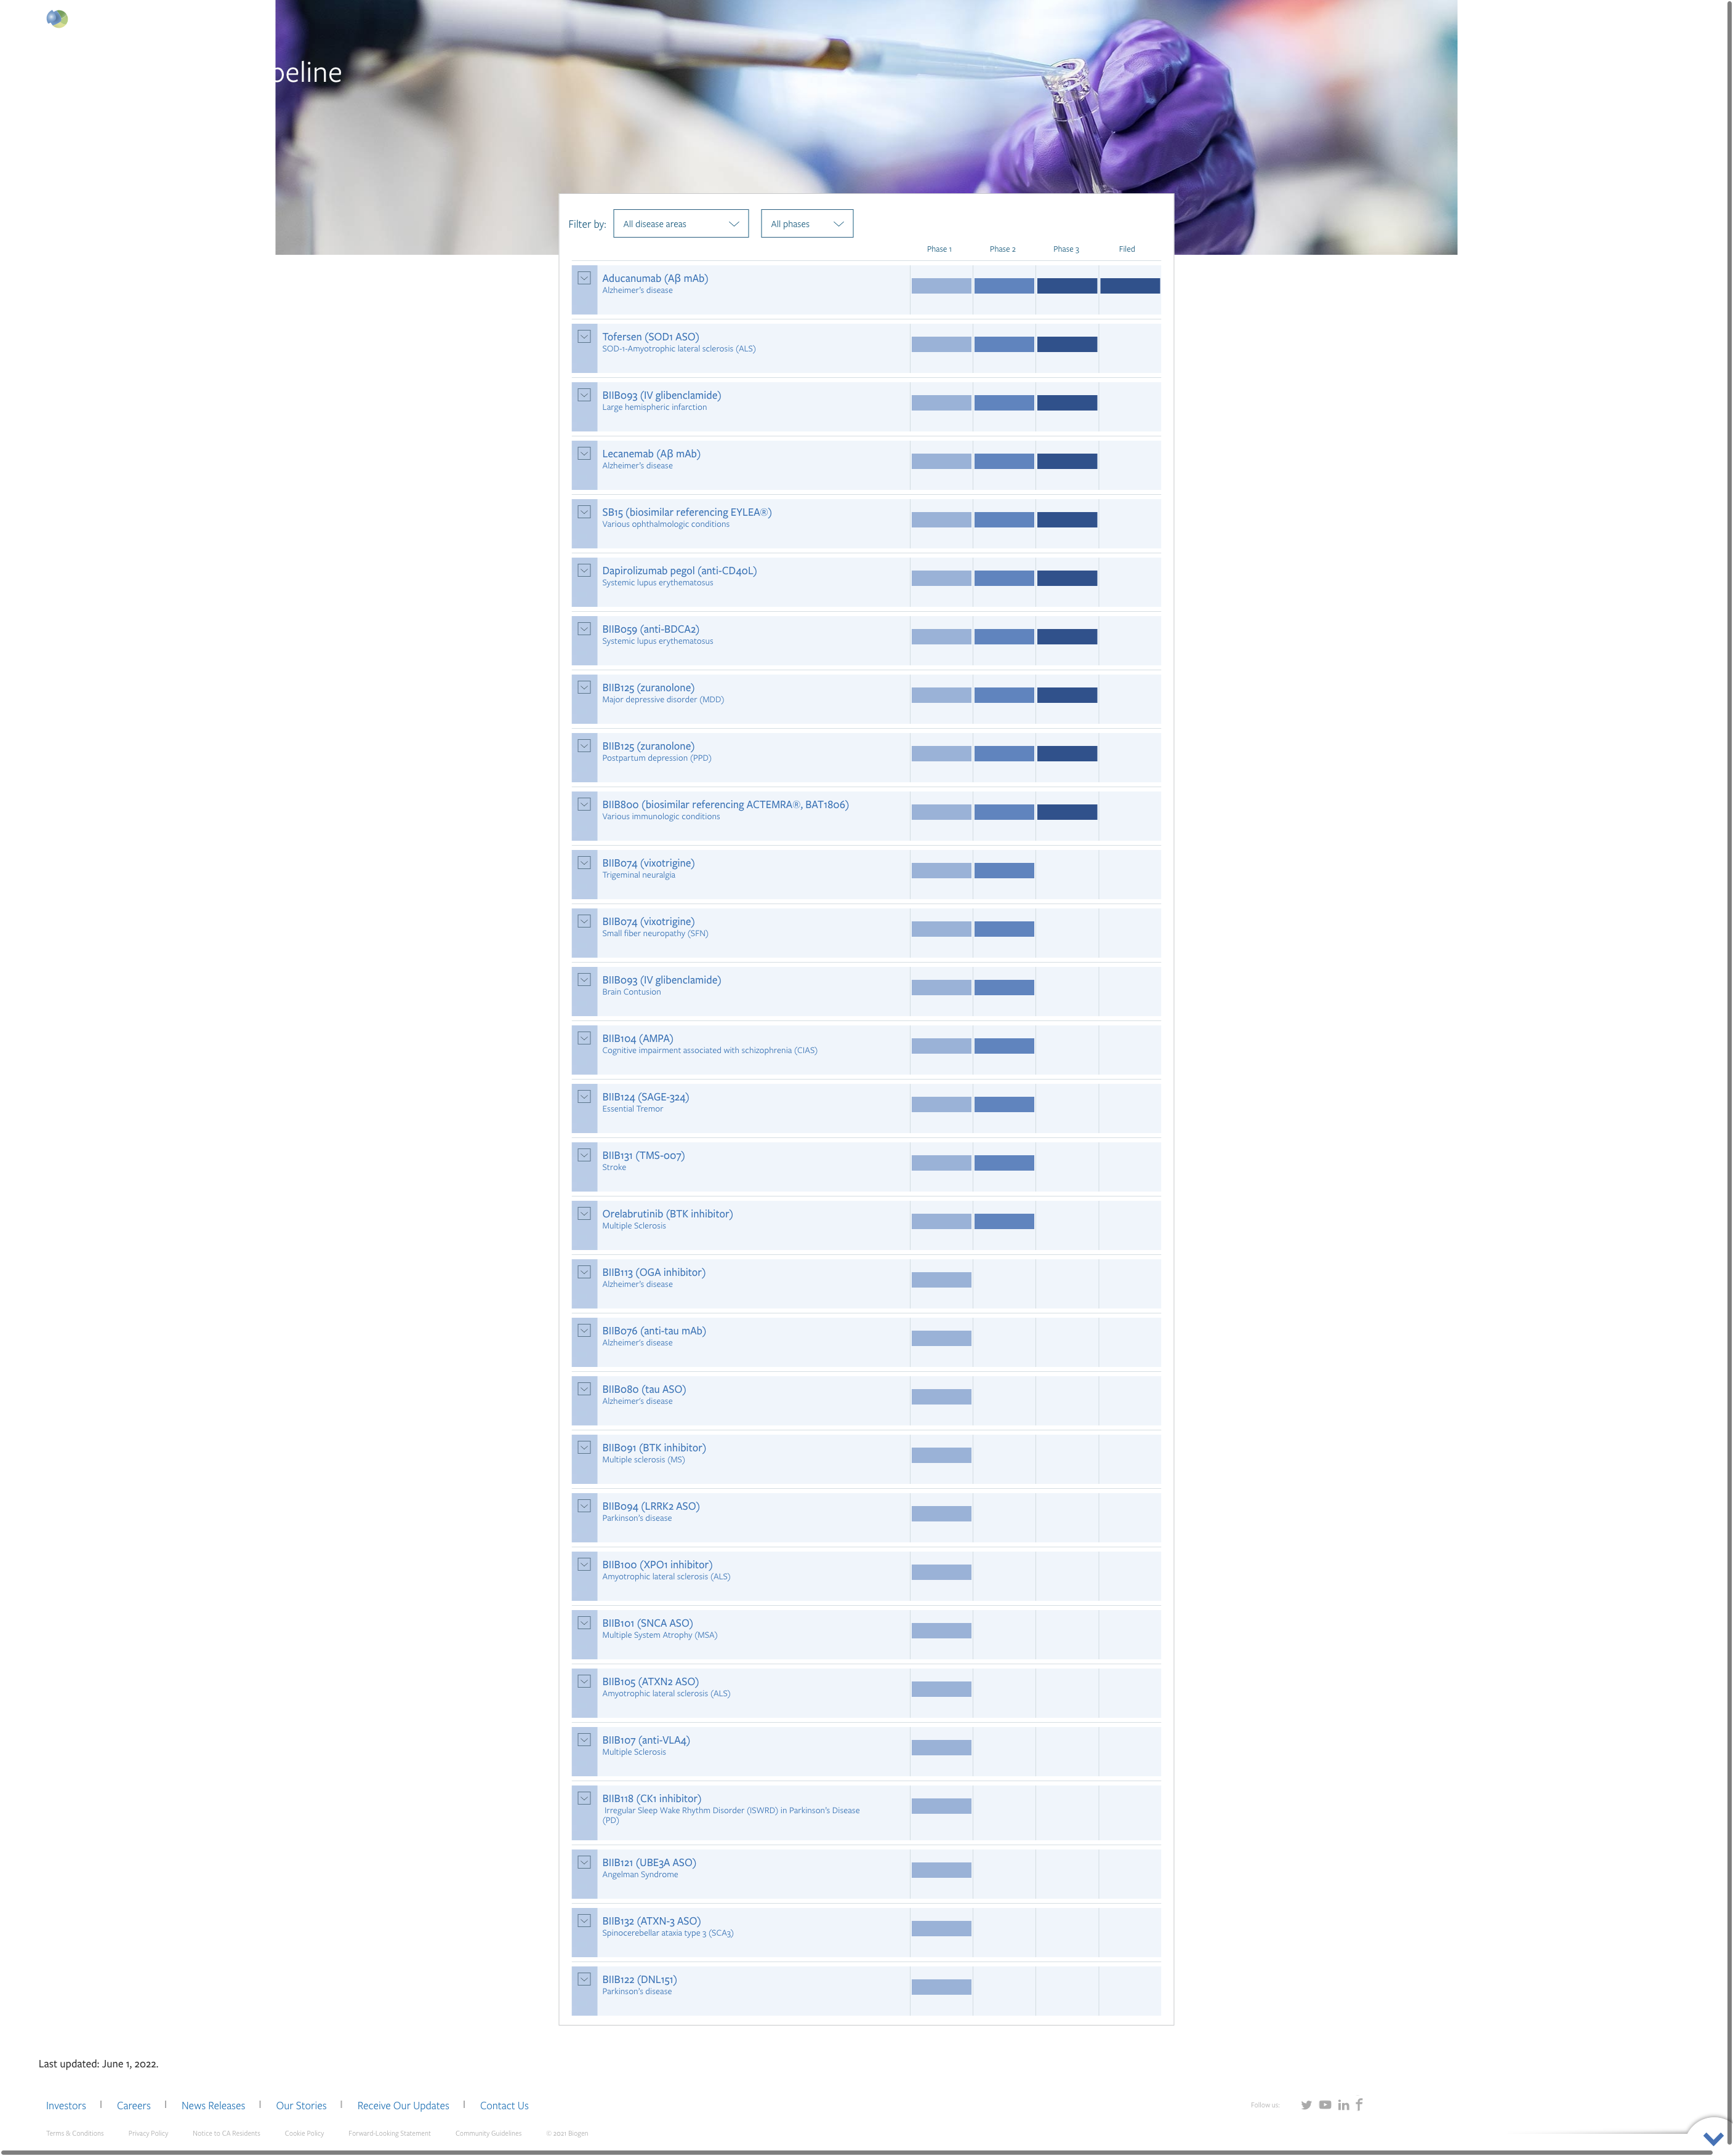 peline
Filter by: All disease areas All phases
Phase 1 Phase 2 Phase 3 Filed
Aducanumab (Aβ mAb)
Alzheimer's disease
Tofersen (SOD1 ASO)
SOD-1-Amyotrophic lateral sclerosis (ALS)
BIIB093 (IV glibenclamide)
Large hemispheric infarction
Lecanemab (Aβ mAb)
Alzheimer's disease
SB15 (biosimilar referencing EYLEA®)
Various ophthalmologic conditions
Dapirolizumab pegol (anti-CD40L)
Systemic lupus erythematosus
BIIB059 (anti-BDCA2)
Systemic lupus erythematosus
BIIB125 (zuranolone)
Major depressive disorder (MDD)
BIIB125 (zuranolone)
Postpartum depression (PPD)
BIIB800 (biosimilar referencing ACTEMRA®, BAT1806)
Various immunologic conditions
BIIB074 (vixotrigine)
Trigeminal neuralgia
BIIB074 (vixotrigine)
Small fiber neuropathy (SFN)
BIIB093 (IV glibenclamide)
Brain Contusion
BIIB104 (AMPA)
Cognitive impairment associated with schizophrenia (CIAS)
BIIB124 (SAGE-324)
Essential Tremor
BIIB131 (TMS-007)
Stroke
Orelabrutinib (BTK inhibitor)
Multiple Sclerosis
BIIB113 (OGA inhibitor)
Alzheimer's disease
BIIB076 (anti-tau mAb)
Alzheimer's disease
BIIB080 (tau ASO)
Alzheimer's disease
BIIB091 (BTK inhibitor)
Multiple sclerosis (MS)
BIIB094 (LRRK2 ASO)
Parkinson's disease
BIIB100 (XPO1 inhibitor)
Amyotrophic lateral sclerosis (ALS)
BIIB101 (SNCA ASO)
Multiple System Atrophy (MSA)
BIIB105 (ATXN2 ASO)
Amyotrophic lateral sclerosis (ALS)
BIIB107 (anti-VLA4)
Multiple Sclerosis
BIIB118 (CK1 inhibitor)
Irregular Sleep Wake Rhythm Disorder (ISWRD) in Parkinson's Disease
(PD)
BIIB121 (UBE3A ASO)
Angelman Syndrome
BIIB132 (ATXN-3 ASO)
Spinocerebellar ataxia type 3 (SCA3)
BIIB122 (DNL151)
Parkinson's disease
Last updated: June 1, 2022.
Investors | Careers | News Releases | Our Stories | Receive Our Updates | Contact Us
Follow us:
Terms & Conditions Privacy Policy Notice to CA Residents Cookie Policy Forward-Looking Statement Community Guidelines © 2021 Biogen